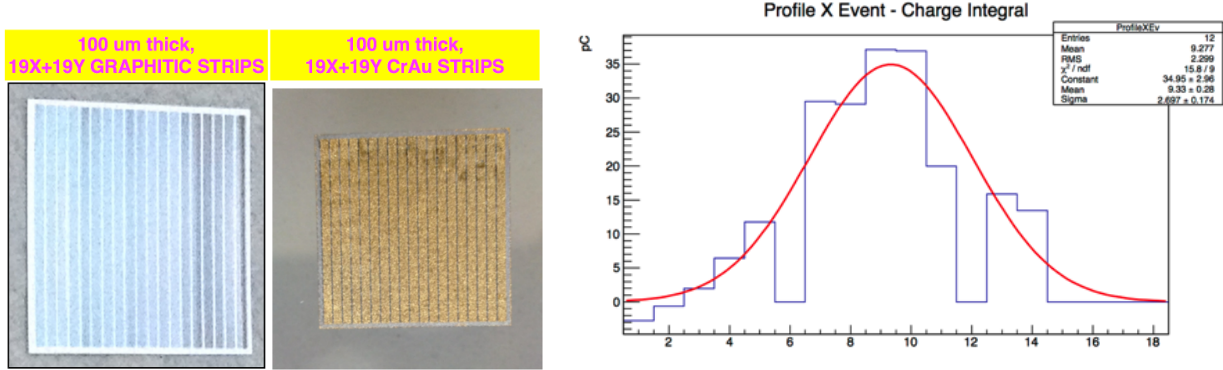 100 um thick,
19X+19Y GRAPHITIC STRIPS
100 um thick,
19X+19Y CrAu STRIPS
Profile X Event - Charge Integral
ProfileXEv
Entries 12
Mean 9.277
RMS 2.299
χ² / ndf 15.8 / 9
Constant 34.95 ± 2.96
Mean 9.33 ± 0.28
Sigma 2.697 ± 0.174
pC
35
30
25
20
15
10
5
0
2 4 6 8 10 12 14 16 18